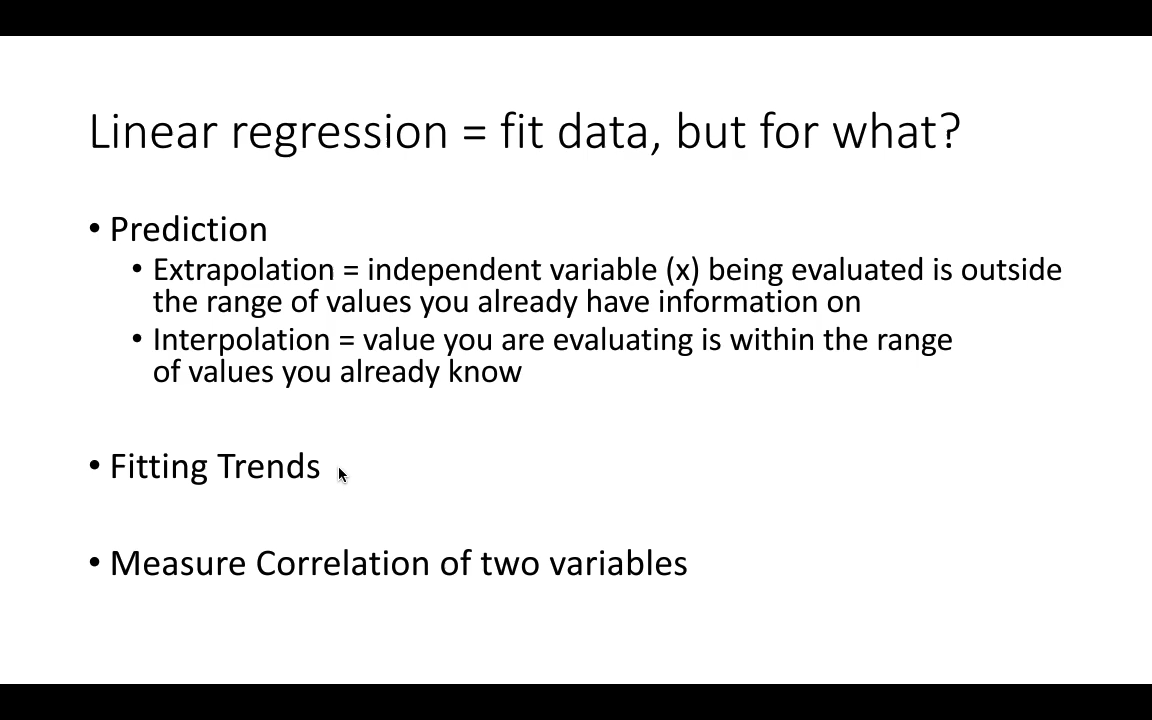 Linear regression = fit data, but for what?
• Prediction
• Extrapolation = independent variable (x) being evaluated is outside
the range of values you already have information on
• Interpolation = value you are evaluating is within the range
of values you already know
• Fitting Trends
• Measure Correlation of two variables